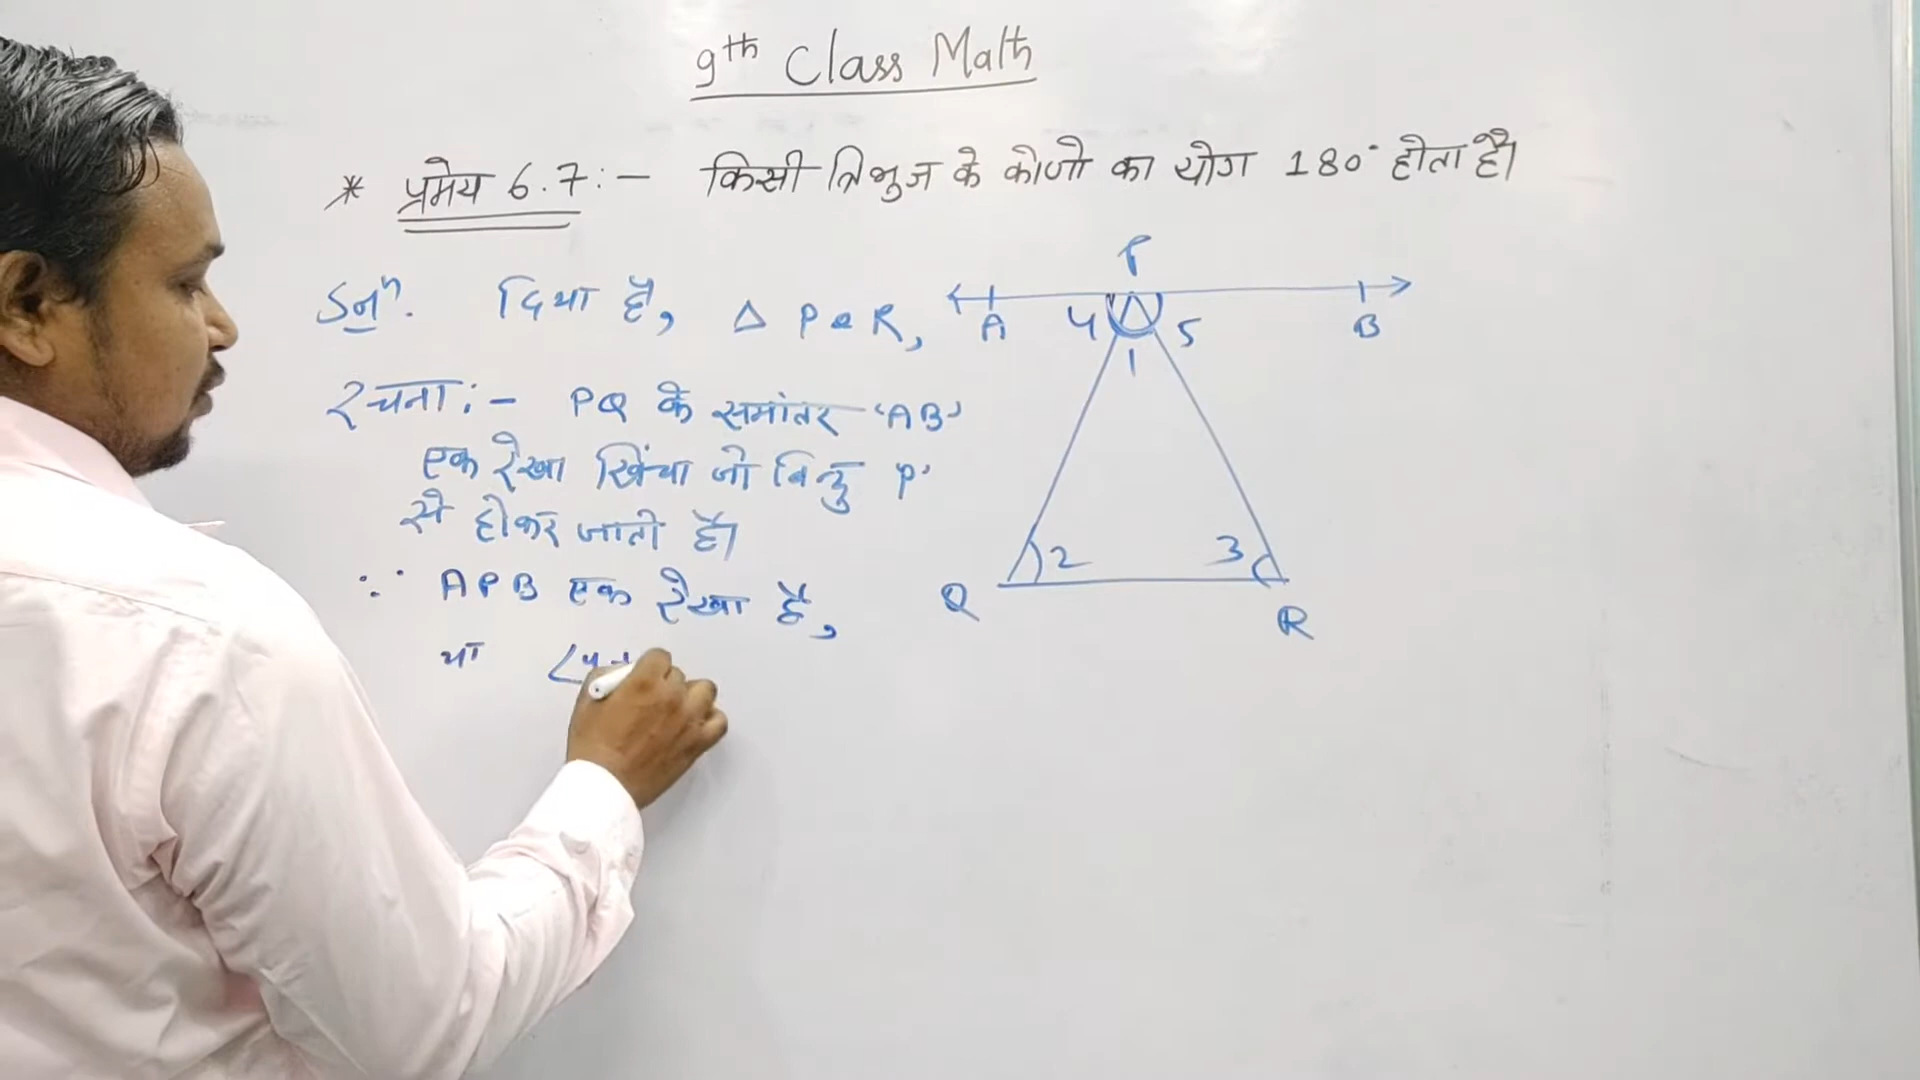 9th Class Math
* प्रमेय 6.7:- किसी त्रिभुज के कोणो का योग 180° होता है।
P
दिया है, △ PQR,
A 4 5 B
1
रचना:- PQ के समांतर 'AB'
एक रेखा खिंचा जो बिन्दु P'
से होकर जाती है।
2 3
∵ APB एक रेखा है,
Q R
या ∠4+